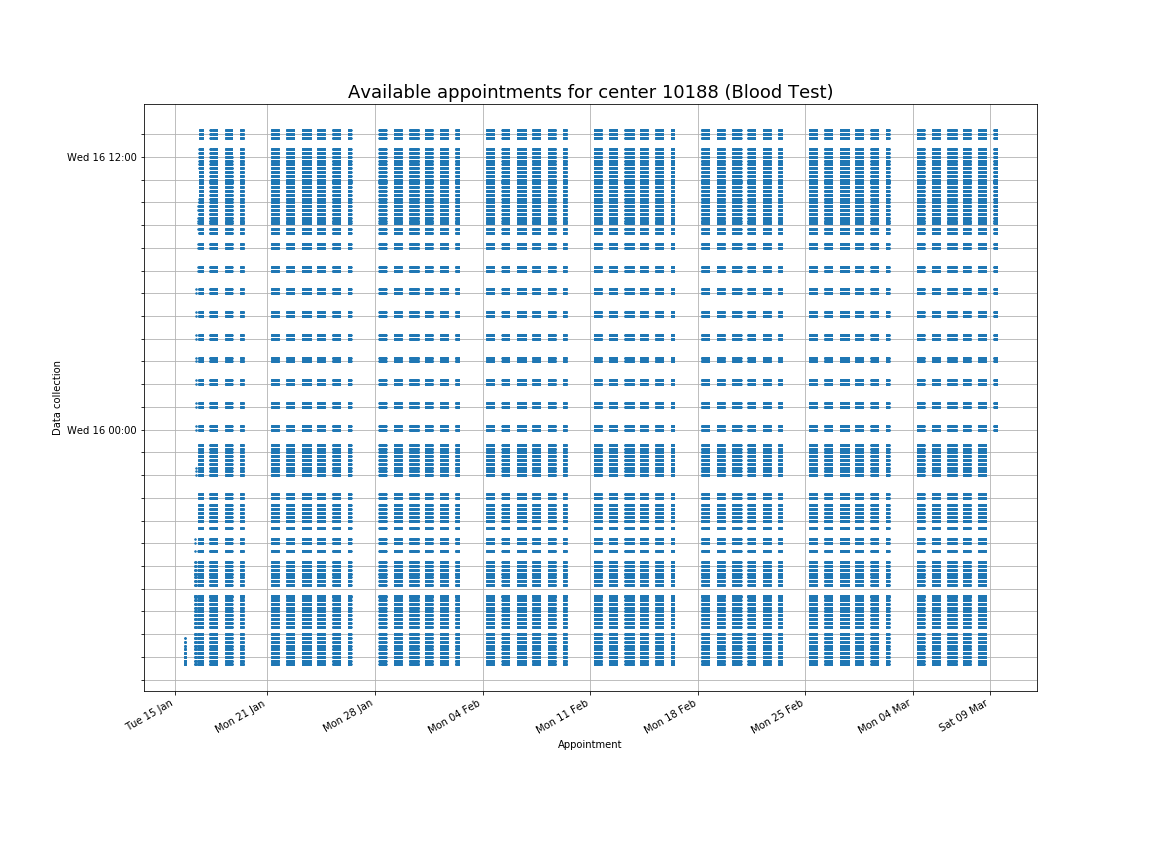 Available appointments for center 10188 (Blood Test)
Wed 16 12:00
Data collection
Wed 16 00:00
Tue 15 Jan
Mon 21 Jan
Mon 28 Jan
Mon 04 Feb
Mon 11 Feb
Mon 18 Feb
Mon 25 Feb
Mon 04 Mar
Sat 09 Mar
Appointment